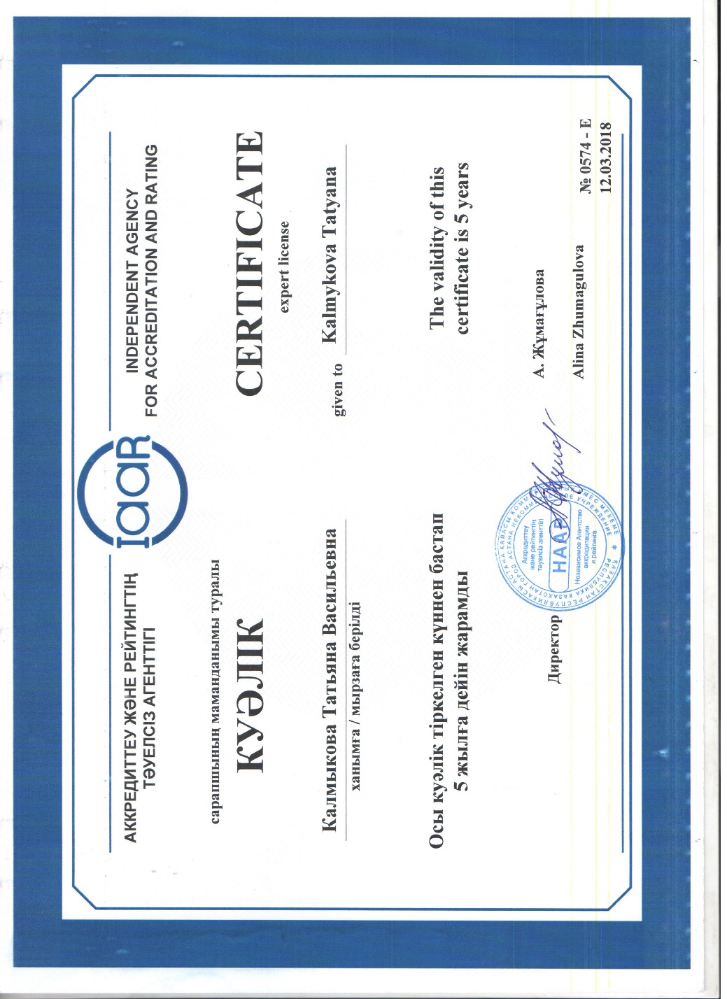 АККРЕДИТТЕУ ЖӘНЕ РЕЙТИНГТІҢ
ТӘУЕЛСІЗ АГЕНТТІГІ
IaaR
INDEPENDENT AGENCY
FOR ACCREDITATION AND RATING
сарапшының маманданымы туралы
КУӘЛІК
CERTIFICATE
expert license
Калмыкова Татьяна Васильевна
ханымға / мырзаға берілді
given to Kalmykova Tatyana
Осы куәлік тіркелген күннен бастап
5 жылға дейін жарамды
The validity of this
certificate is 5 years
Директор
А. Жұмағұлова
Alina Zhumagulova
Аккредиттеу
және рейтингтің
тәуелсіз агенттігі
НААР
Независимое Агентство
аккредитации
и рейтинга
№ 0574 - E
12.03.2018